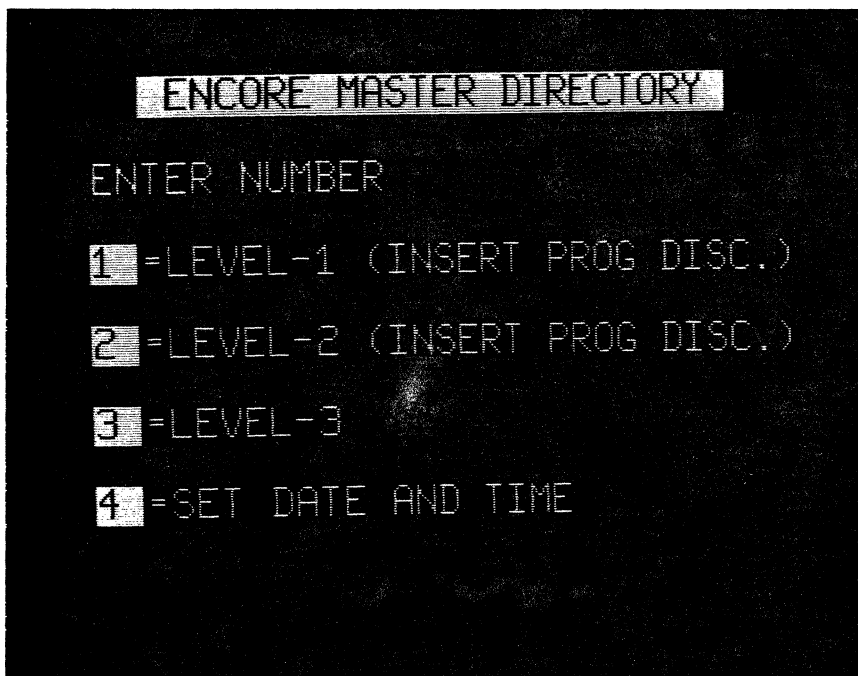 ENCORE MASTER DIRECTORY
ENTER NUMBER
1 =LEVEL-1 (INSERT PROG DISC.)
2 =LEVEL-2 (INSERT PROG DISC.)
3 =LEVEL-3
4 =SET DATE AND TIME